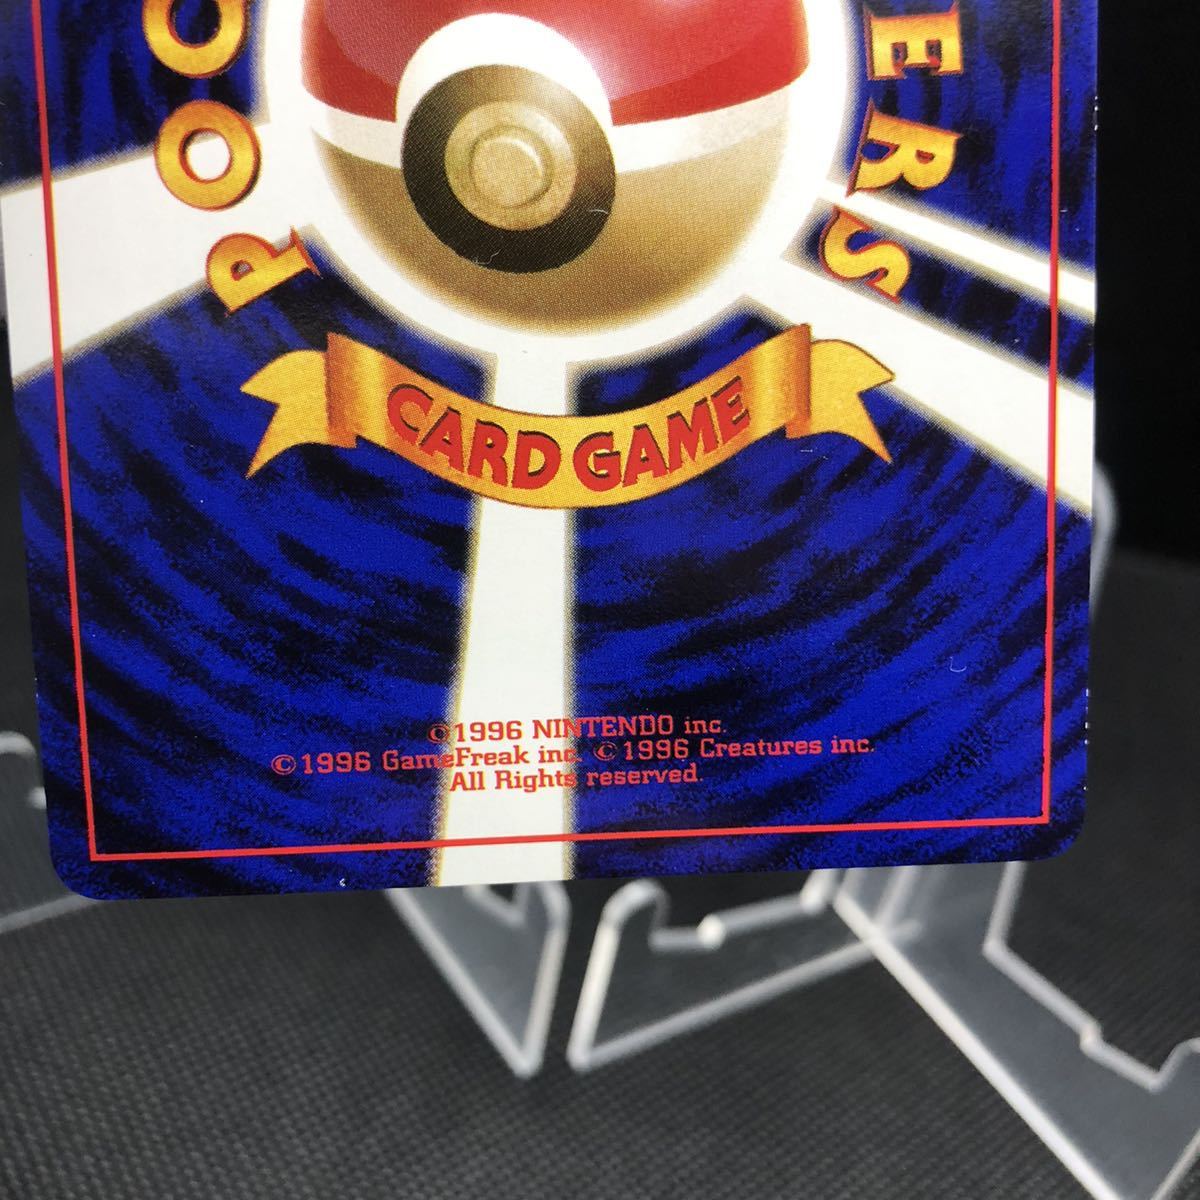 POC
ERS
CARD GAME
©1996 NINTENDO inc.
©1996 GameFreak inc. ©1996 Creatures inc.
All Rights reserved.